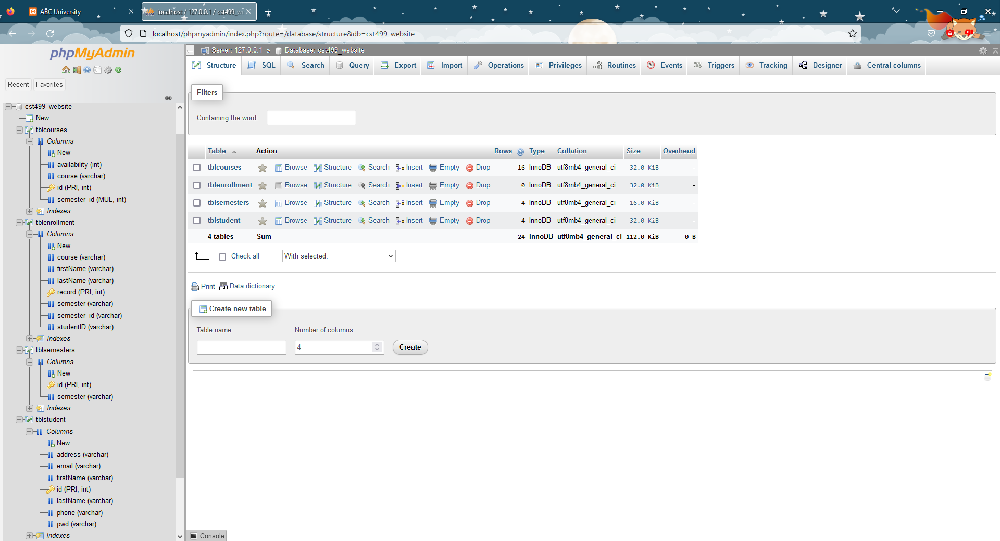 ABC University
localhost / 127.0.0.1 / cst499_we
localhost/phpmyadmin/index.php?route=/database/structure&db=cst499_website
phpMyAdmin
Recent
Favorites
cst499_website
New
tblcourses
Columns
New
availability (int)
course (varchar)
id (PRI, int)
semester_id (MUL, int)
Indexes
tblenrollment
Columns
New
course (varchar)
firstName (varchar)
lastName (varchar)
record (PRI, int)
semester (varchar)
semester_id (varchar)
studentID (varchar)
Indexes
tblsemesters
Columns
New
id (PRI, int)
semester (varchar)
Indexes
tblstudent
Columns
New
address (varchar)
email (varchar)
firstName (varchar)
id (PRI, int)
lastName (varchar)
phone (varchar)
pwd (varchar)
Indexes
Server: 127.0.0.1 » Database: cst499_website
Structure SQL Search Query Export Import Operations Privileges Routines Events Triggers Tracking Designer Central columns
Filters
Containing the word:
Table Action Rows Type Collation Size Overhead
tblcourses Browse Structure Search Insert Empty Drop 16 InnoDB utf8mb4_general_ci 32.0 KiB -
tblenrollment Browse Structure Search Insert Empty Drop 0 InnoDB utf8mb4_general_ci 32.0 KiB -
tblsemesters Browse Structure Search Insert Empty Drop 4 InnoDB utf8mb4_general_ci 16.0 KiB -
tblstudent Browse Structure Search Insert Empty Drop 4 InnoDB utf8mb4_general_ci 32.0 KiB -
4 tables Sum 24 InnoDB utf8mb4_general_ci 112.0 KiB 0 B
Check all With selected:
Print Data dictionary
Create new table
Table name Number of columns
4 Create
Console